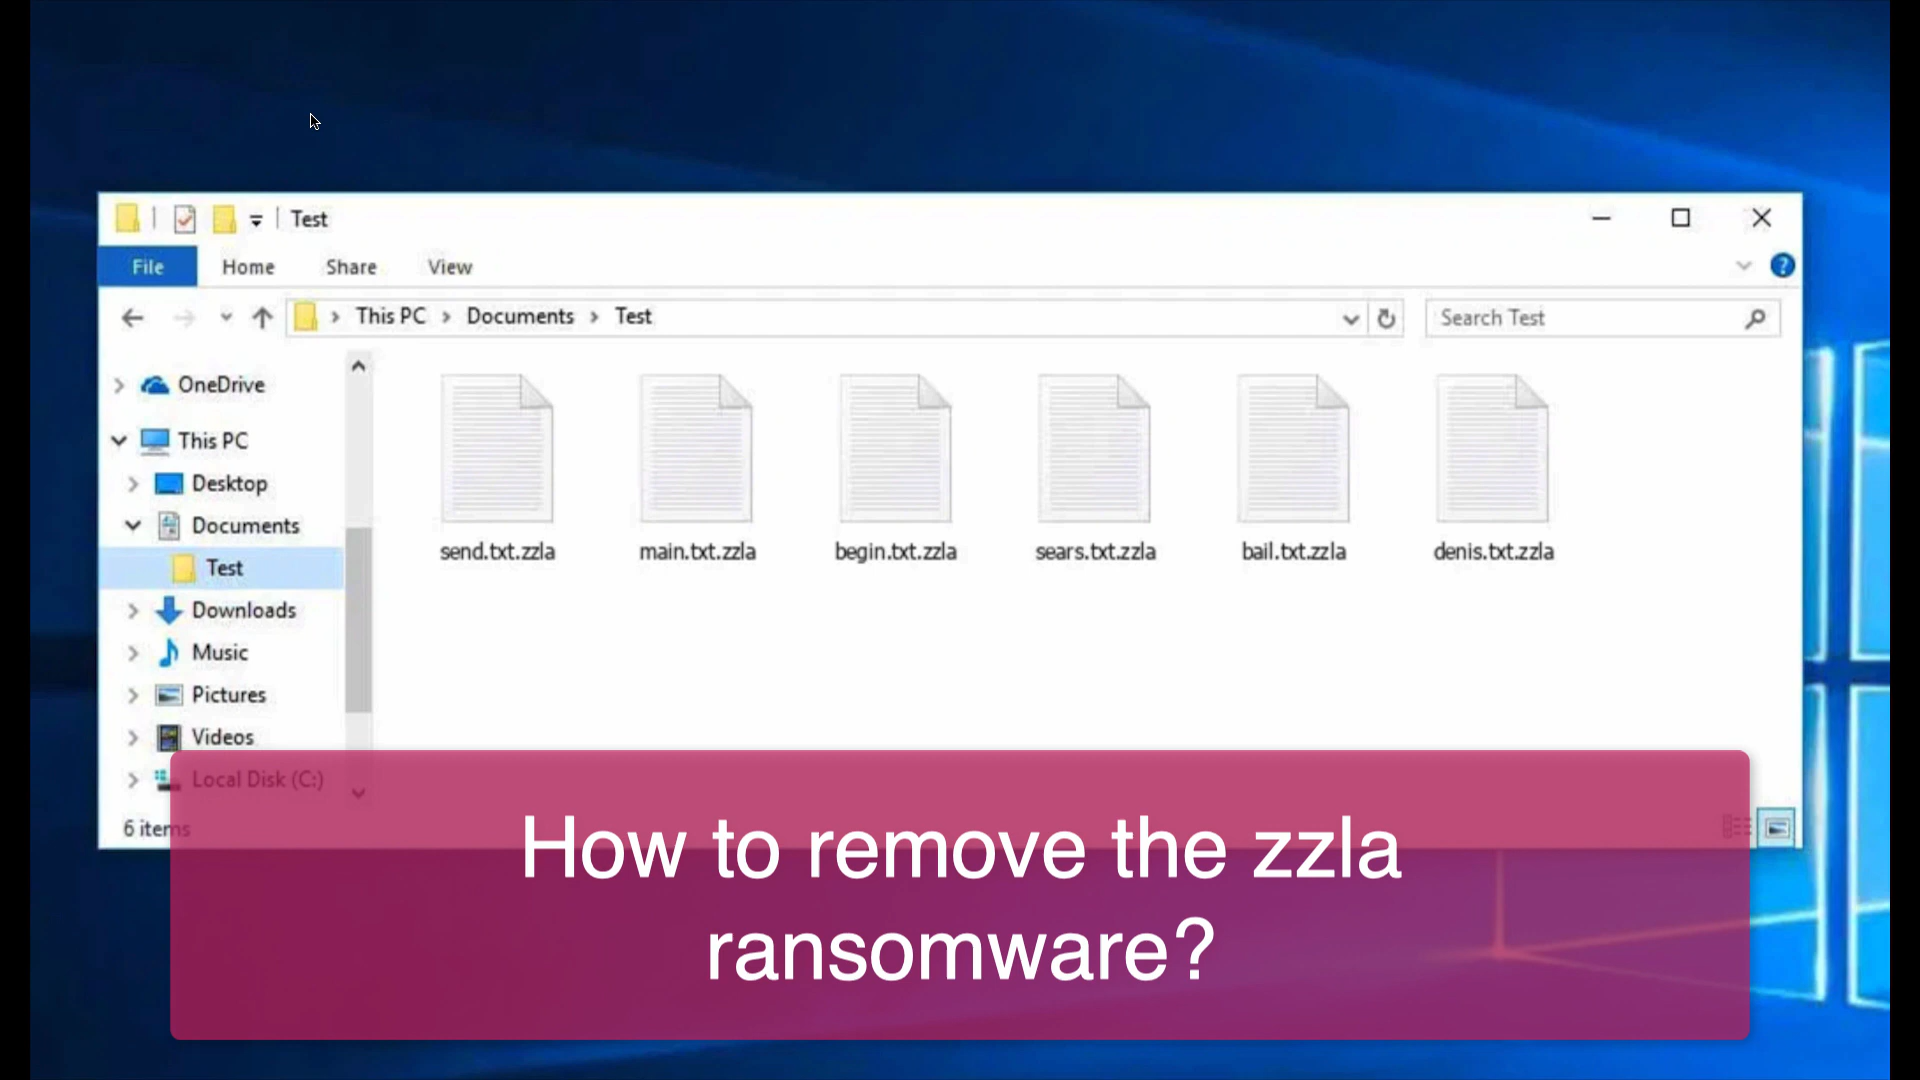 Test
File Home Share View
This PC Documents Test
Search Test
OneDrive
This PC
Desktop
Documents
Test
Downloads
Music
Pictures
Videos
Local Disk (C:)
send.txt.zzla main.txt.zzla begin.txt.zzla sears.txt.zzla bail.txt.zzla denis.txt.zzla
6 items
How to remove the zzla
ransomware?